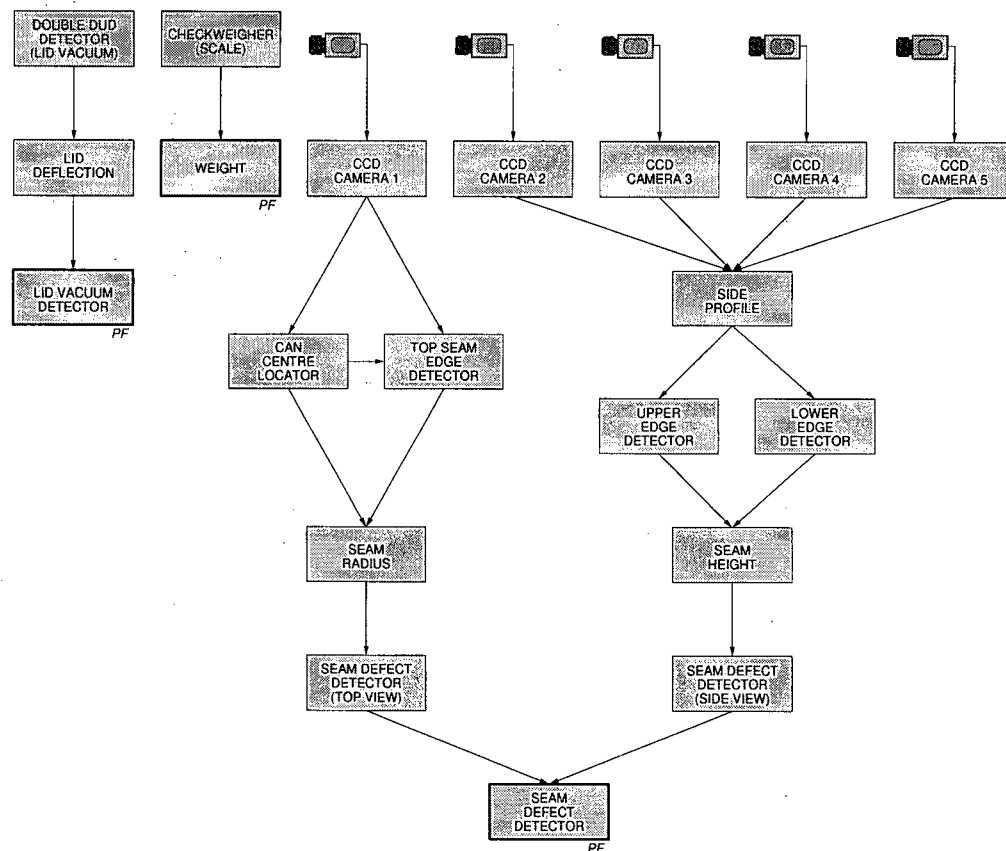 DOUBLE DUD
DETECTOR
(LID VACUUM)
CHECKWEIGHER
(SCALE)
LID
DEFLECTION
WEIGHT
PF
CCD
CAMERA 1
CCD
CAMERA 2
CCD
CAMERA 3
CCD
CAMERA 4
CCD
CAMERA 5
LID VACUUM
DETECTOR
PF
SIDE
PROFILE
CAN
CENTRE
LOCATOR
TOP SEAM
EDGE
DETECTOR
UPPER
EDGE
DETECTOR
LOWER
EDGE
DETECTOR
SEAM
RADIUS
SEAM
HEIGHT
SEAM DEFECT
DETECTOR
(TOP VIEW)
SEAM DEFECT
DETECTOR
(SIDE VIEW)
SEAM
DEFECT
DETECTOR
PF